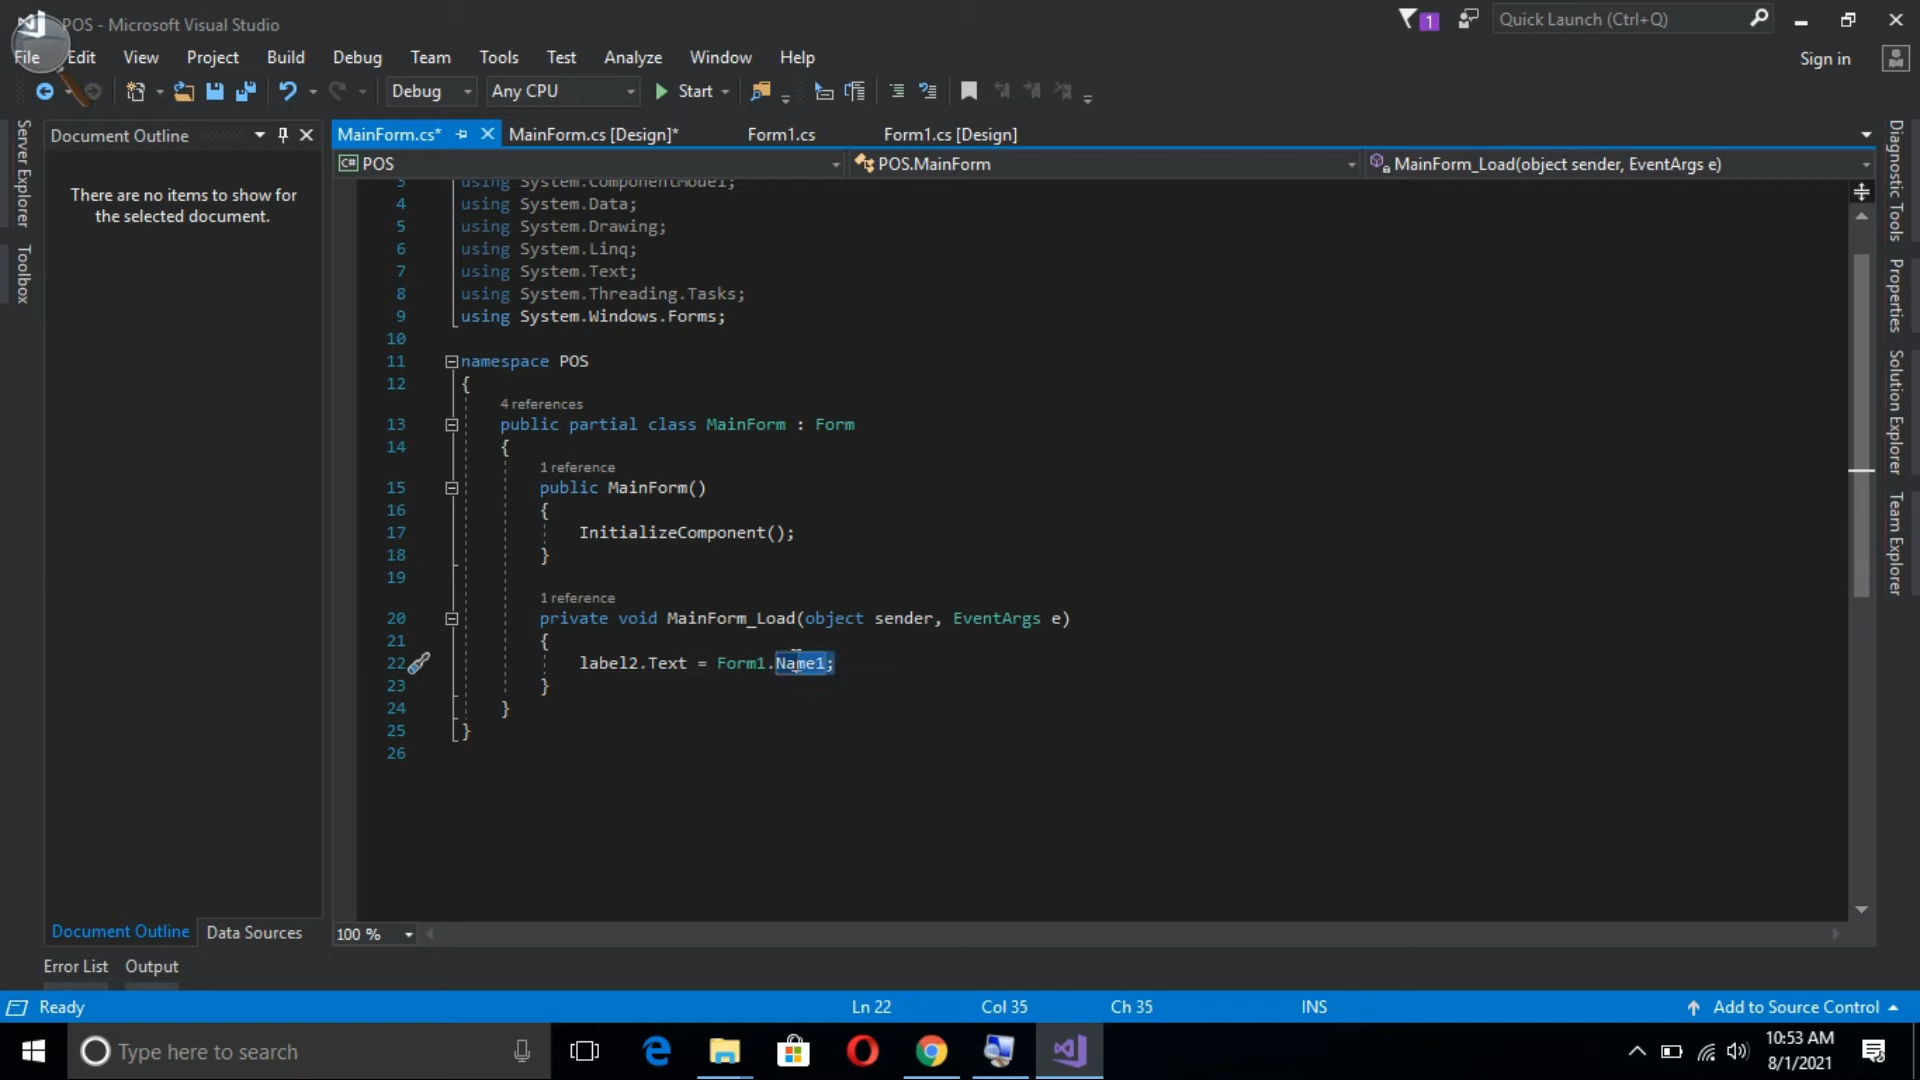 POS - Microsoft Visual Studio
1
Quick Launch (Ctrl+Q)
File Edit View Project Build Debug Team Tools Test Analyze Window Help
Sign in
Debug Any CPU Start
Server Explorer
Toolbox
Document Outline
There are no items to show for
the selected document.
Document Outline Data Sources
MainForm.cs* MainForm.cs [Design]* Form1.cs Form1.cs [Design]
C# POS POS.MainForm MainForm_Load(object sender, EventArgs e)
3 using System.ComponentModel;
4 using System.Data;
5 using System.Drawing;
6 using System.Linq;
7 using System.Text;
8 using System.Threading.Tasks;
9 using System.Windows.Forms;
10
11 namespace POS
12 {
4 references
13 public partial class MainForm : Form
14 {
1 reference
15 public MainForm()
16 {
17 InitializeComponent();
18 }
19
1 reference
20 private void MainForm_Load(object sender, EventArgs e)
21 {
22 label2.Text = Form1.Name1;
23 }
24 }
25 }
26
100 %
Diagnostic Tools
Properties
Solution Explorer
Team Explorer
Error List Output
Ready Ln 22 Col 35 Ch 35 INS Add to Source Control
Type here to search
10:53 AM
8/1/2021